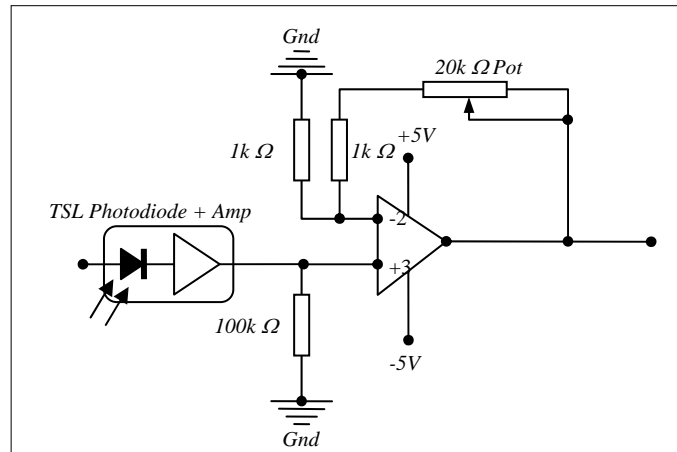 Gnd
20k Ω Pot
+5V
1k Ω
1k Ω
TSL Photodiode + Amp
-2
+3
100k Ω
-5V
Gnd